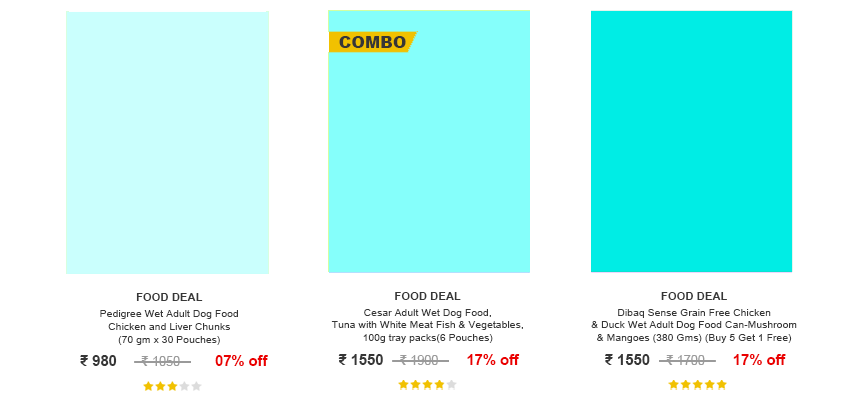 COMBO
FOOD DEAL
Pedigree Wet Adult Dog Food
Chicken and Liver Chunks
(70 gm x 30 Pouches)
₹ 980 ₹ 1050 07% off
FOOD DEAL
Cesar Adult Wet Dog Food,
Tuna with White Meat Fish & Vegetables,
100g tray packs(6 Pouches)
₹ 1550 ₹ 1900 17% off
FOOD DEAL
Dibaq Sense Grain Free Chicken
& Duck Wet Adult Dog Food Can-Mushroom
& Mangoes (380 Gms) (Buy 5 Get 1 Free)
₹ 1550 ₹ 1700 17% off